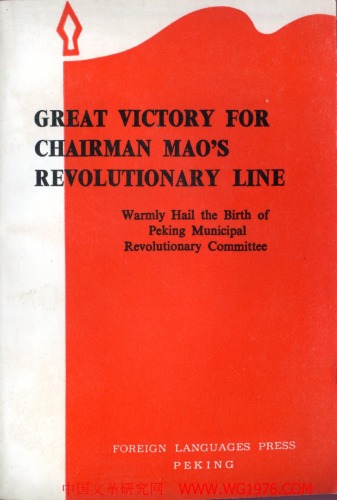 GREAT VICTORY FOR
CHAIRMAN MAO'S
REVOLUTIONARY LINE
Warmly Hail the Birth of
Peking Municipal
Revolutionary Committee
FOREIGN LANGUAGES PRESS
PEKING
中国文革研究网 www.WG1976.com